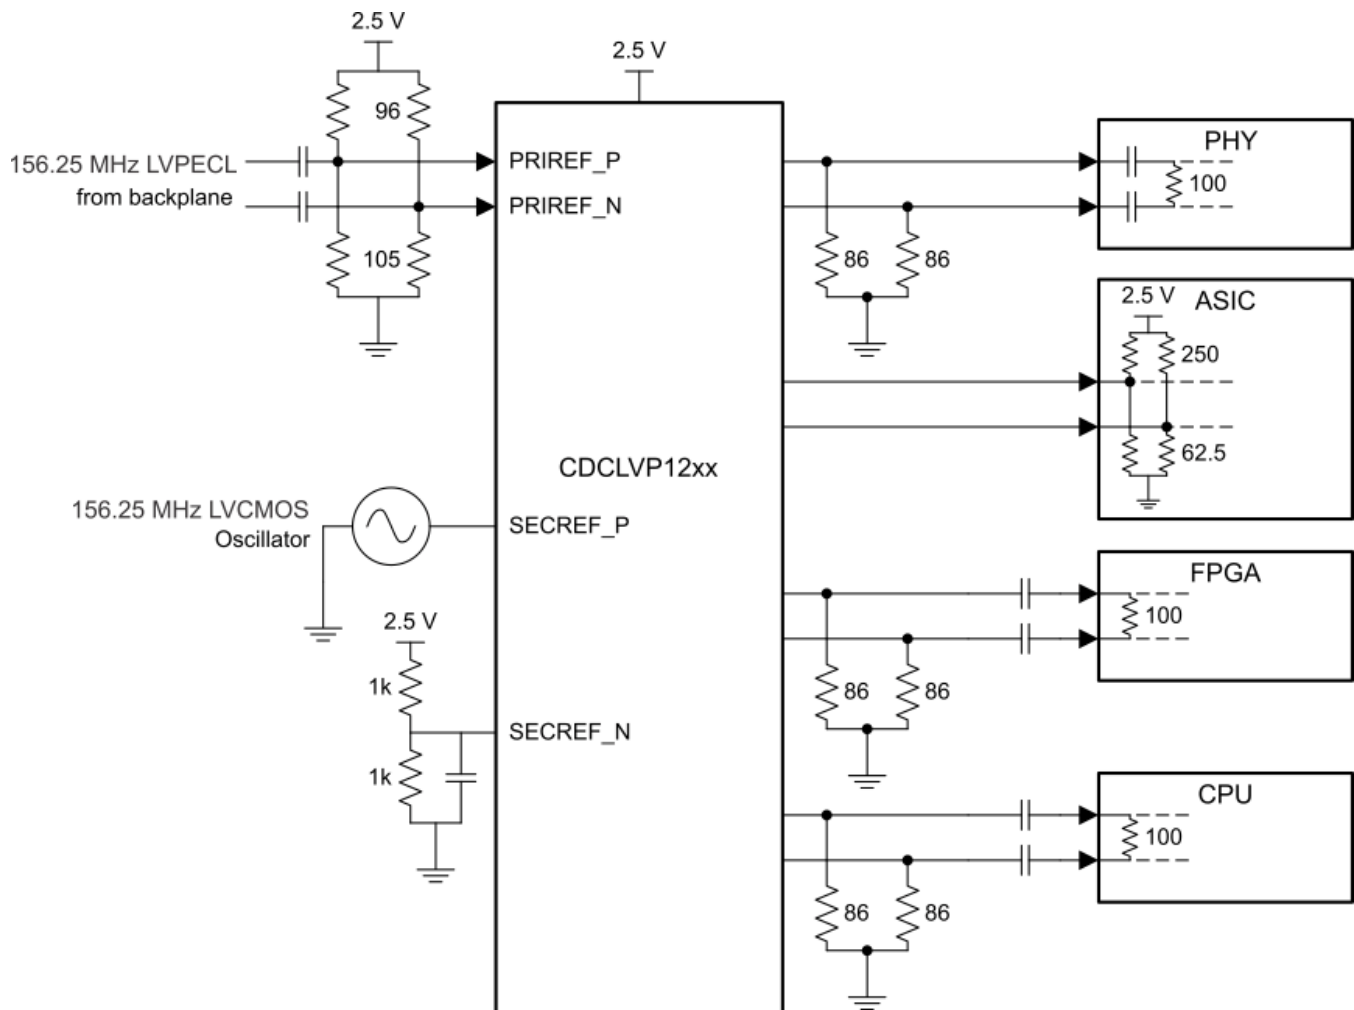 2.5 V
96
156.25 MHz LVPECL
from backplane
105
2.5 V
PRIREF_P
PRIREF_N
CDCLVP12xx
156.25 MHz LVCMOS
Oscillator
SECREF_P
2.5 V
1k
SECREF_N
1k
PHY
100
86
86
2.5 V
ASIC
250
62.5
FPGA
100
86
86
CPU
100
86
86